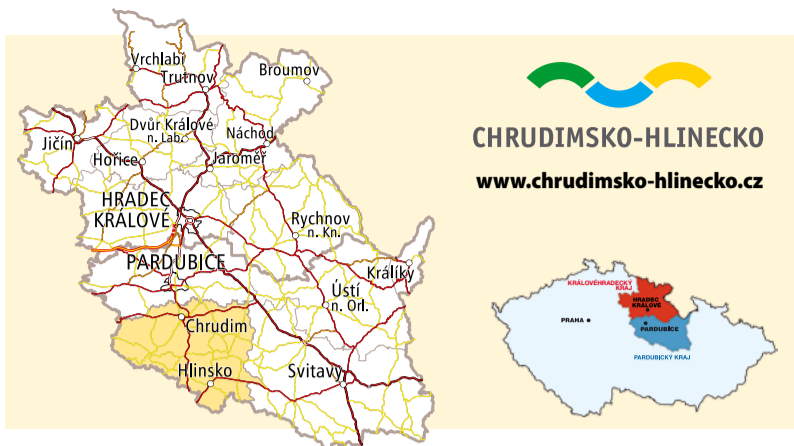 Vrchlabí
Trutnov
Broumov
Dvůr Králové
n. Lab.
Náchod
Jičín
Hořice
Jaroměř
HRADEC
KRÁLOVÉ
Rychnov
n. Kn.
PARDUBICE
Králíky
Ústí
n. Orl.
Chrudim
Hlinsko
Svitavy
CHRUDIMSKO-HLINECKO
www.chrudimsko-hlinecko.cz
KRÁLOVÉHRADECKÝ
KRAJ
HRADEC
KRÁLOVÉ
PRAHA
PARDUBICE
PARDUBICKÝ KRAJ